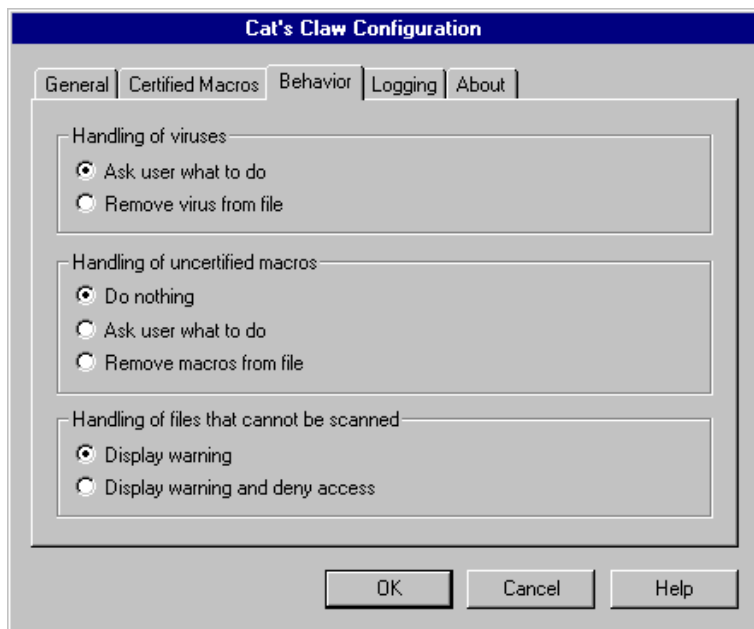 Cat's Claw Configuration
General Certified Macros Behavior Logging About
Handling of viruses
Ask user what to do
Remove virus from file
Handling of uncertified macros
Do nothing
Ask user what to do
Remove macros from file
Handling of files that cannot be scanned
Display warning
Display warning and deny access
OK Cancel Help